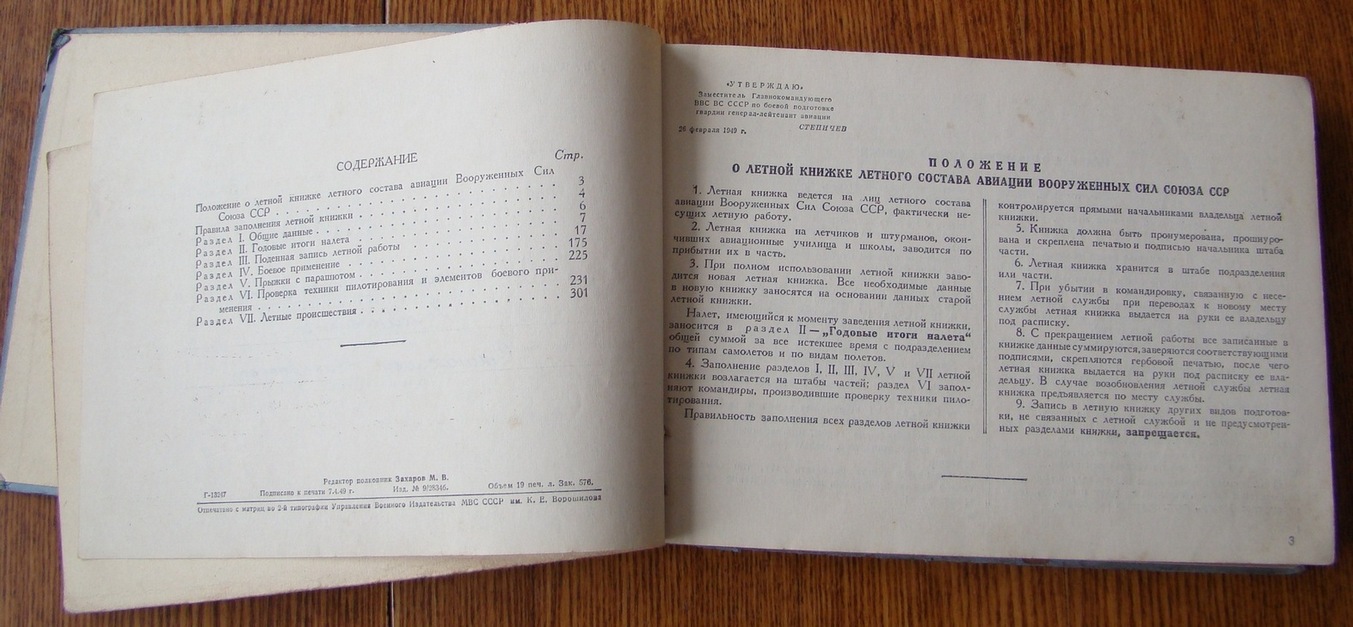 СОДЕРЖАНИЕ
Стр.
Положение о летной книжке летного состава авиации Вооруженных Сил
Союза ССР . . . . . . . . . . . . . . . . . . . . 3
Правила заполнения летной книжки . . . . . . . . . . . . 4
Раздел I. Общие данные . . . . . . . . . . . . . . . 6
Раздел II. Годовые итоги налета . . . . . . . . . . . . 7
Раздел III. Поденная запись летной работы . . . . . . . . . 17
Раздел IV. Боевое применение . . . . . . . . . . . . . 175
Раздел V. Прыжки с парашютом . . . . . . . . . . . . . 225
Раздел VI. Проверка техники пилотирования и элементов боевого при-
менения . . . . . . . . . . . . . . . . . . . . . 231
Раздел VII. Летные происшествия . . . . . . . . . . . . 301
Редактор полковник Захаров М. В.
Г-13247 Подписано к печати 7.4.49 г. Изд. № 9/28346. Объем 19 печ. л. Зак. 576.
Отпечатано с матриц во 2-й типографии Управления Военного Издательства МВС СССР им. К. Е. Ворошилова
«УТВЕРЖДАЮ»
Заместитель Главнокомандующего
ВВС ВС СССР по боевой подготовке
гвардии генерал-лейтенант авиации
СТЕПИЧЕВ
26 февраля 1949 г.
ПОЛОЖЕНИЕ
О ЛЕТНОЙ КНИЖКЕ ЛЕТНОГО СОСТАВА АВИАЦИИ ВООРУЖЕННЫХ СИЛ СОЮЗА ССР
1. Летная книжка ведется на лиц летного состава
авиации Вооруженных Сил Союза ССР, фактически не-
сущих летную работу.
2. Летная книжка на летчиков и штурманов, окон-
чивших авиационные училища и школы, заводится по
прибытии их в часть.
3. При полном использовании летной книжки заво-
дится новая летная книжка. Все необходимые данные
в новую книжку заносятся на основании данных старой
летной книжки.
Налет, имеющийся к моменту заведения летной книжки,
заносится в раздел II — „Годовые итоги налета“
общей суммой за все истекшее время с подразделением
по типам самолетов и по видам полетов.
4. Заполнение разделов I, II, III, IV, V и VII летной
книжки возлагается на штабы частей; раздел VI запол-
няют командиры, производившие проверку техники пило-
тирования.
Правильность заполнения всех разделов летной книжки
контролируется прямыми начальниками владельца летной
книжки.
5. Книжка должна быть пронумерована, прошнуро-
вана и скреплена печатью и подписью начальника штаба
части.
6. Летная книжка хранится в штабе подразделения
или части.
7. При убытии в командировку, связанную с несе-
нием летной службы при переводах к новому месту
службы летная книжка выдается на руки ее владельцу
под расписку.
8. С прекращением летной работы все записанные в
книжке данные суммируются, заверяются соответствующими
подписями, скрепляются гербовой печатью, после чего
летная книжка выдается на руки под расписку ее вла-
дельцу. В случае возобновления летной службы летная
книжка предъявляется по месту службы.
9. Запись в летную книжку других видов подготов-
ки, не связанных с летной службой и не предусмотрен-
ных разделами книжки, запрещается.
3